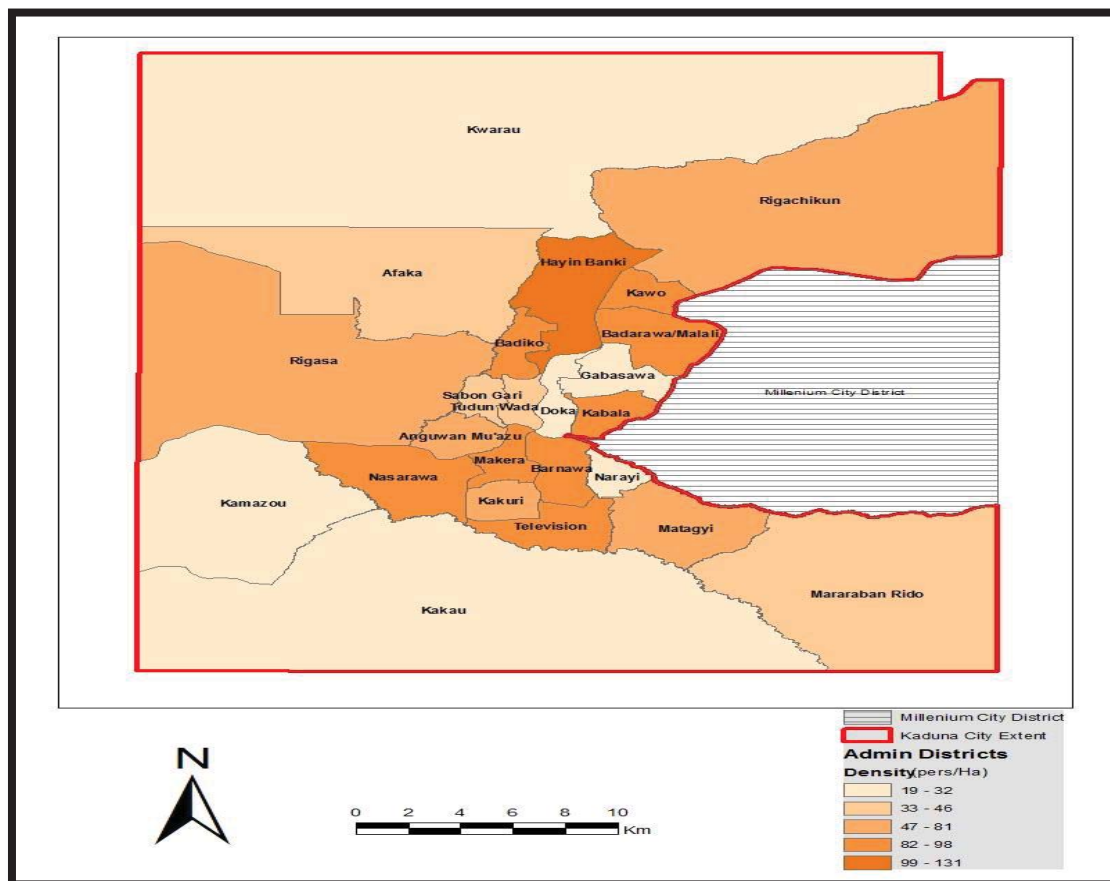 Kwarau
Rigachikun
Hayin Banki
Afaka
Kawo
Badarawa/Malali
Badiko
Rigasa
Gabasawa
Millenium City District
Sabon Gari
Tudun Wada
Doka
Kabala
Anguwan Mu'azu
Makera
Barnawa
Nasarawa
Narayi
Kamazou
Kakuri
Television
Matagyi
Mararaban Rido
Kakau
Millenium City District
Kaduna City Extent
Admin Districts
Density(pers/Ha)
19 - 32
33 - 46
47 - 81
82 - 98
99 - 131
N
0 2 4 6 8 10
Km